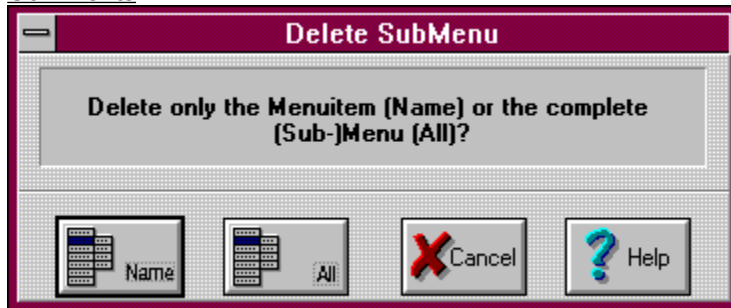 Delete SubMenu
Delete only the Menuitem (Name) or the complete
(Sub-)Menu (All)?
Name All Cancel Help